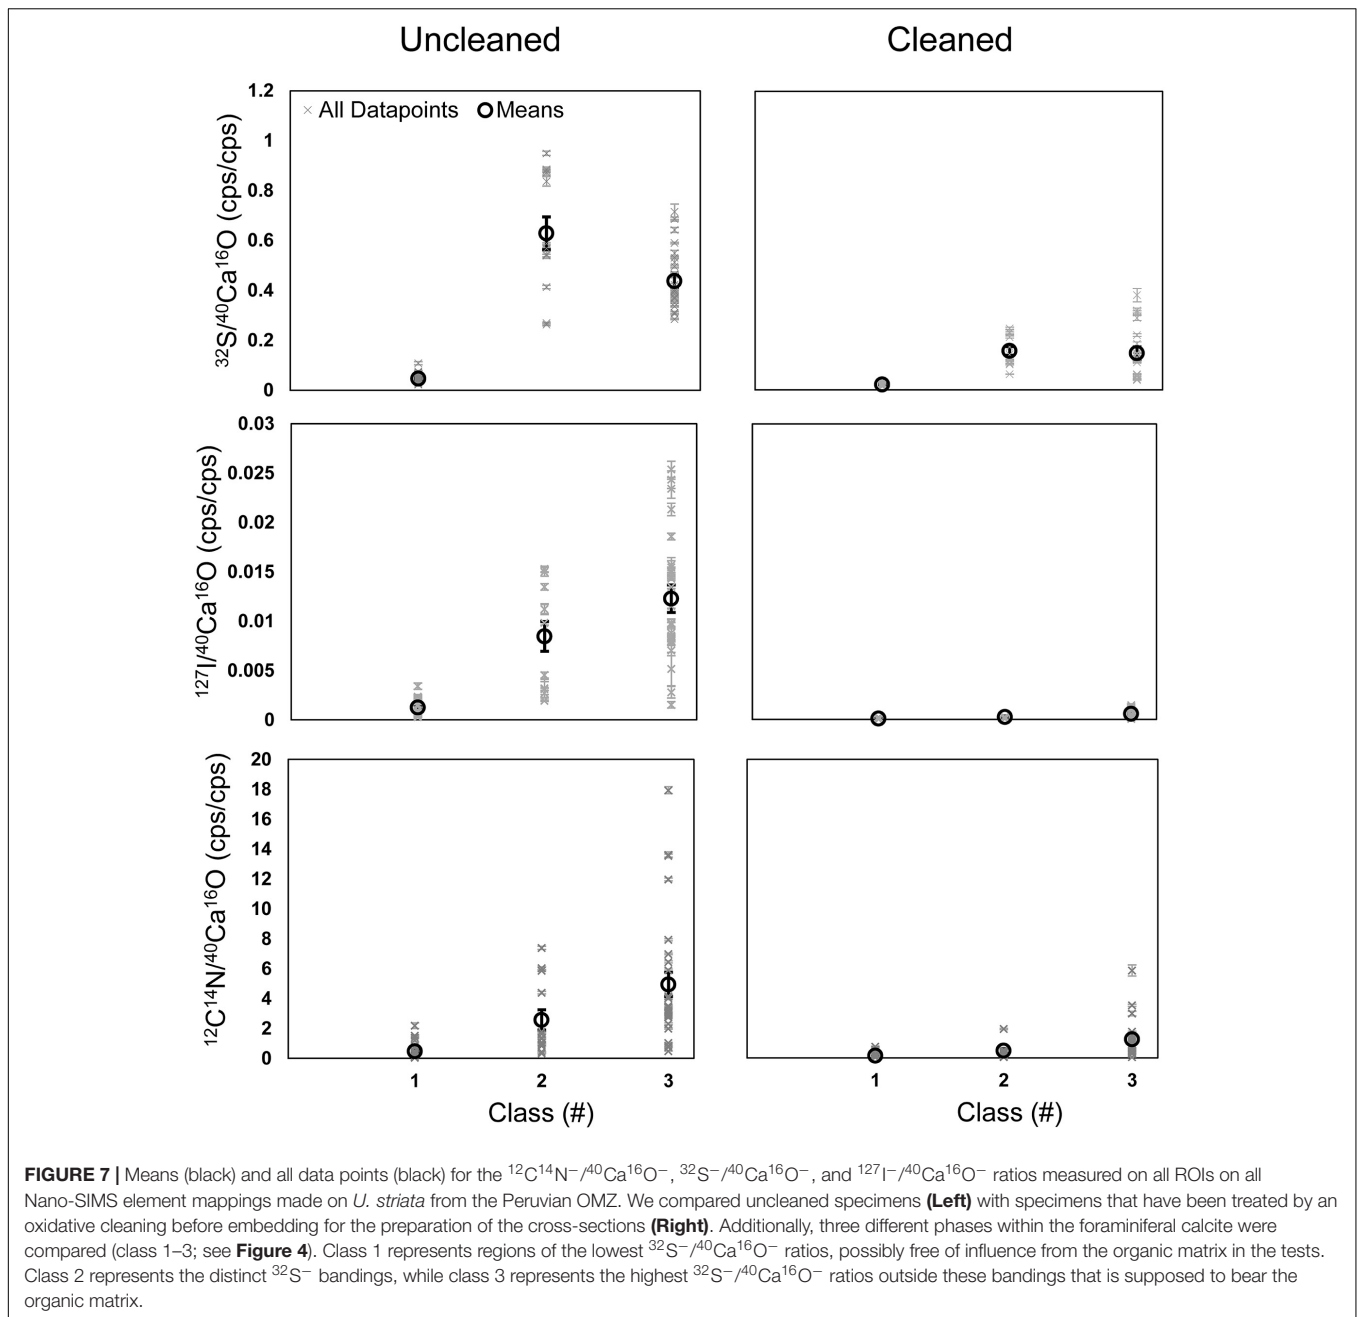 Uncleaned
Cleaned
× All Datapoints O Means
³²S/⁴⁰Ca¹⁶O (cps/cps)
1.2
1
0.8
0.6
0.4
0.2
0
¹²⁷I/⁴⁰Ca¹⁶O (cps/cps)
0.03
0.025
0.02
0.015
0.01
0.005
0
¹²C¹⁴N/⁴⁰Ca¹⁶O (cps/cps)
20
18
16
14
12
10
8
6
4
2
0
1 2 3
1 2 3
Class (#)
Class (#)
FIGURE 7 | Means (black) and all data points (black) for the ¹²C¹⁴N⁻/⁴⁰Ca¹⁶O⁻, ³²S⁻/⁴⁰Ca¹⁶O⁻, and ¹²⁷I⁻/⁴⁰Ca¹⁶O⁻ ratios measured on all ROIs on all
Nano-SIMS element mappings made on U. striata from the Peruvian OMZ. We compared uncleaned specimens (Left) with specimens that have been treated by an
oxidative cleaning before embedding for the preparation of the cross-sections (Right). Additionally, three different phases within the foraminiferal calcite were
compared (class 1–3; see Figure 4). Class 1 represents regions of the lowest ³²S⁻/⁴⁰Ca¹⁶O⁻ ratios, possibly free of influence from the organic matrix in the tests.
Class 2 represents the distinct ³²S⁻ bandings, while class 3 represents the highest ³²S⁻/⁴⁰Ca¹⁶O⁻ ratios outside these bandings that is supposed to bear the
organic matrix.